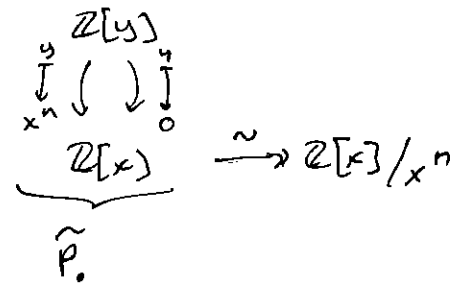 ℤ[y]
y ↦ xⁿ y ↦ 0
ℤ[x] ⥲ ℤ[x]/xⁿ
P̃.